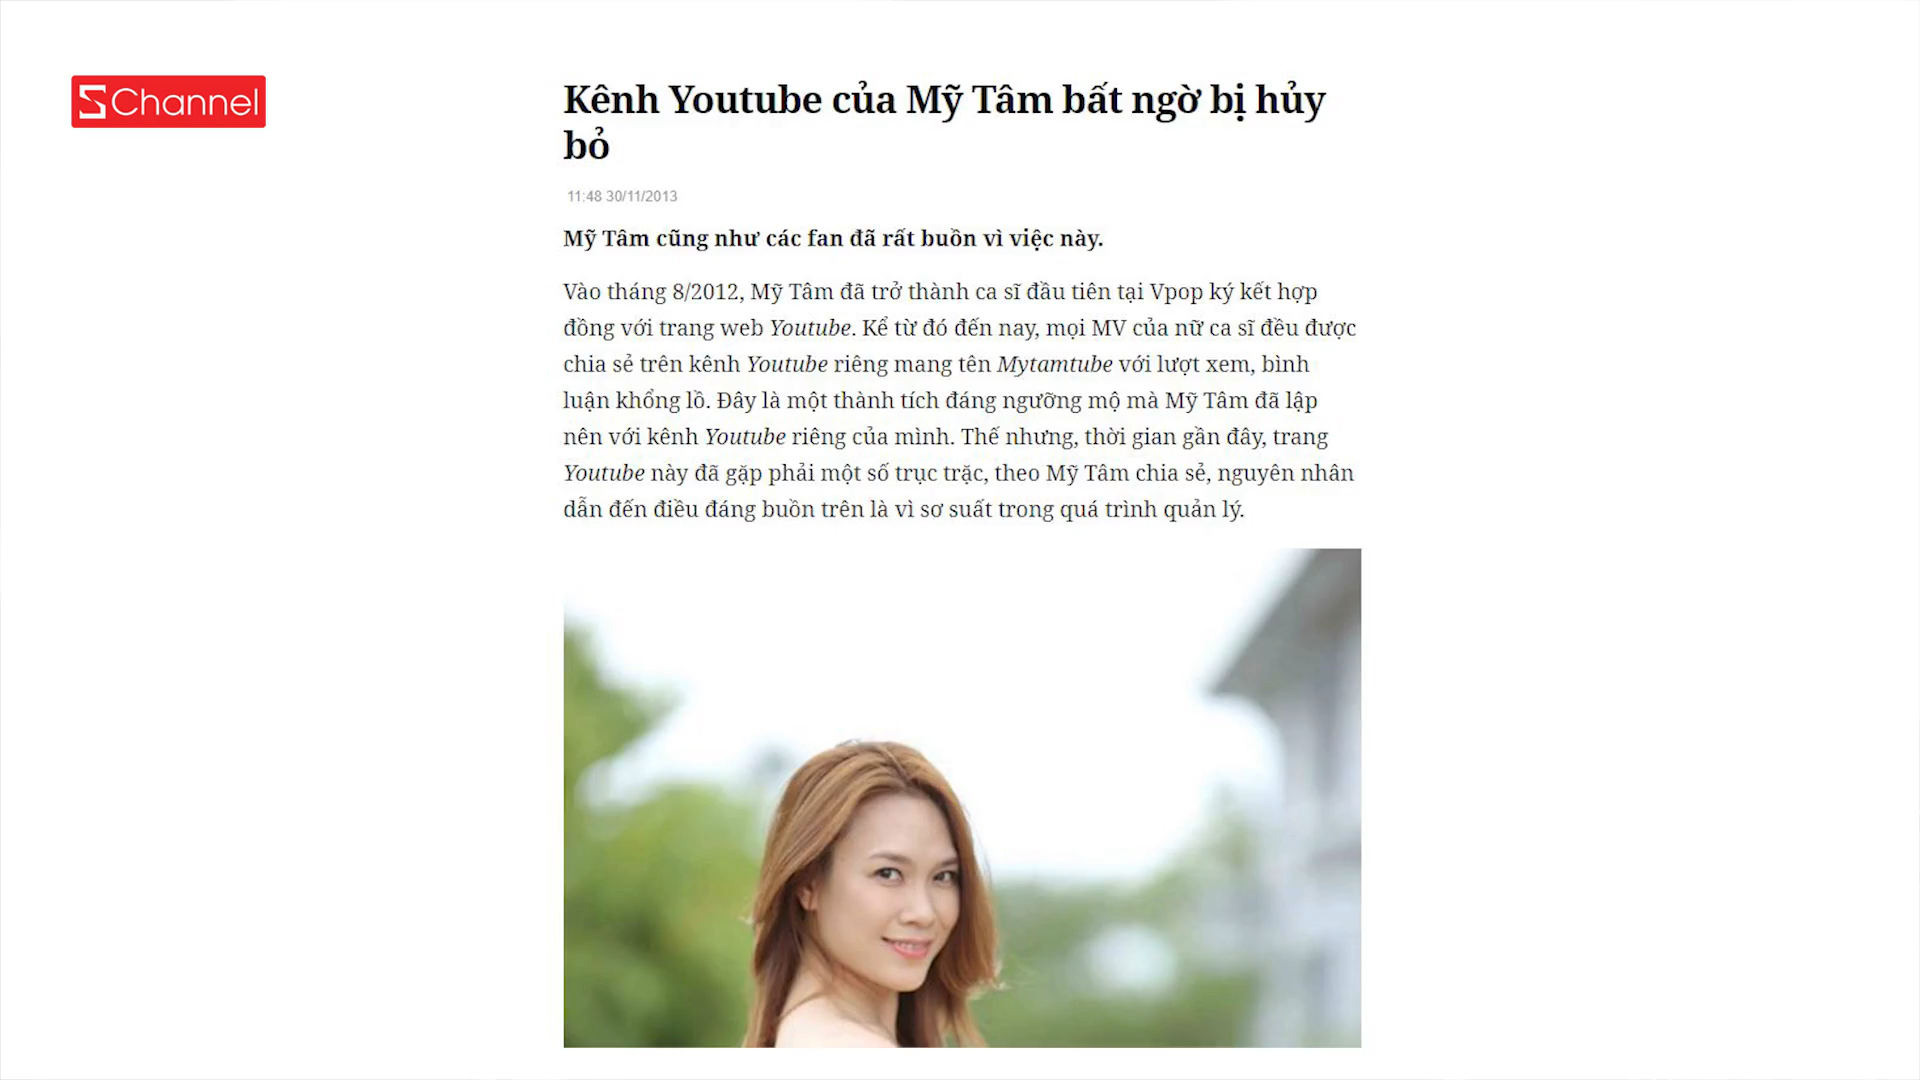 S Channel
Kênh Youtube của Mỹ Tâm bất ngờ bị hủy
bỏ
11:48 30/11/2013
Mỹ Tâm cũng như các fan đã rất buồn vì việc này.
Vào tháng 8/2012, Mỹ Tâm đã trở thành ca sĩ đầu tiên tại Vpop ký kết hợp
đồng với trang web Youtube. Kể từ đó đến nay, mọi MV của nữ ca sĩ đều được
chia sẻ trên kênh Youtube riêng mang tên Mytamtube với lượt xem, bình
luận khổng lồ. Đây là một thành tích đáng ngưỡng mộ mà Mỹ Tâm đã lập
nên với kênh Youtube riêng của mình. Thế nhưng, thời gian gần đây, trang
Youtube này đã gặp phải một số trục trặc, theo Mỹ Tâm chia sẻ, nguyên nhân
dẫn đến điều đáng buồn trên là vì sơ suất trong quá trình quản lý.